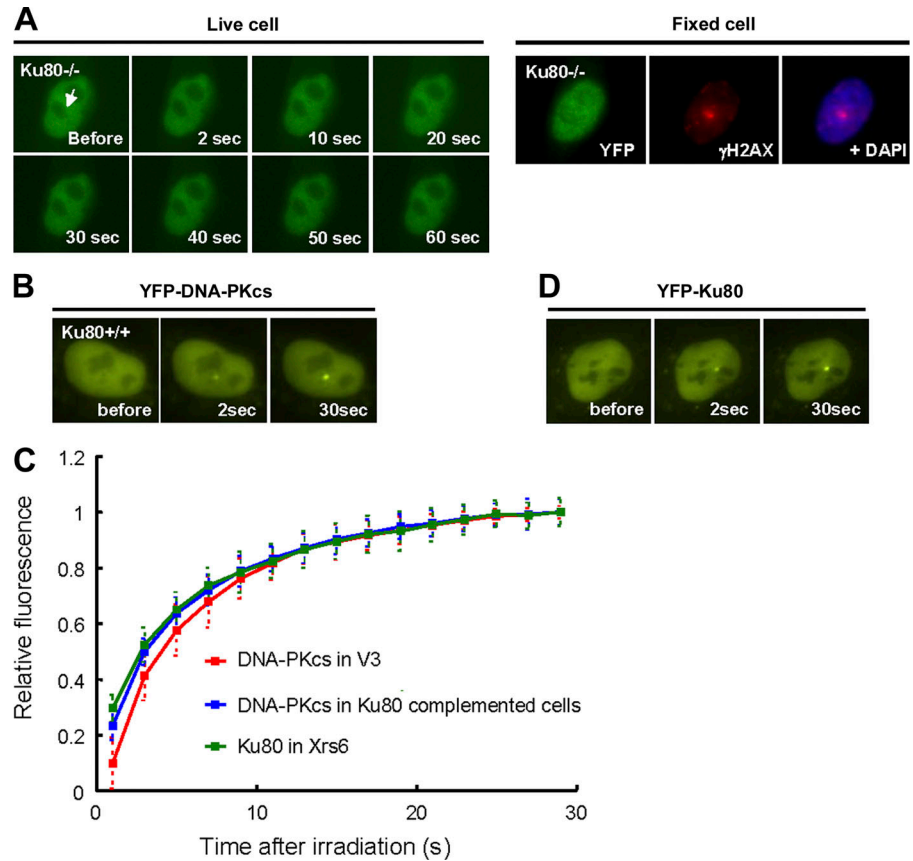 A
Live cell
Fixed cell
Ku80-/-
Before
2 sec
10 sec
20 sec
30 sec
40 sec
50 sec
60 sec
Ku80-/-
YFP
γH2AX
+ DAPI
B
YFP-DNA-PKcs
Ku80+/+
before
2sec
30sec
D
YFP-Ku80
before
2sec
30sec
C
Relative fluorescence
1.2
1
0.8
0.6
0.4
0.2
0
DNA-PKcs in V3
DNA-PKcs in Ku80 complemented cells
Ku80 in Xrs6
0
10
20
30
Time after irradiation (s)